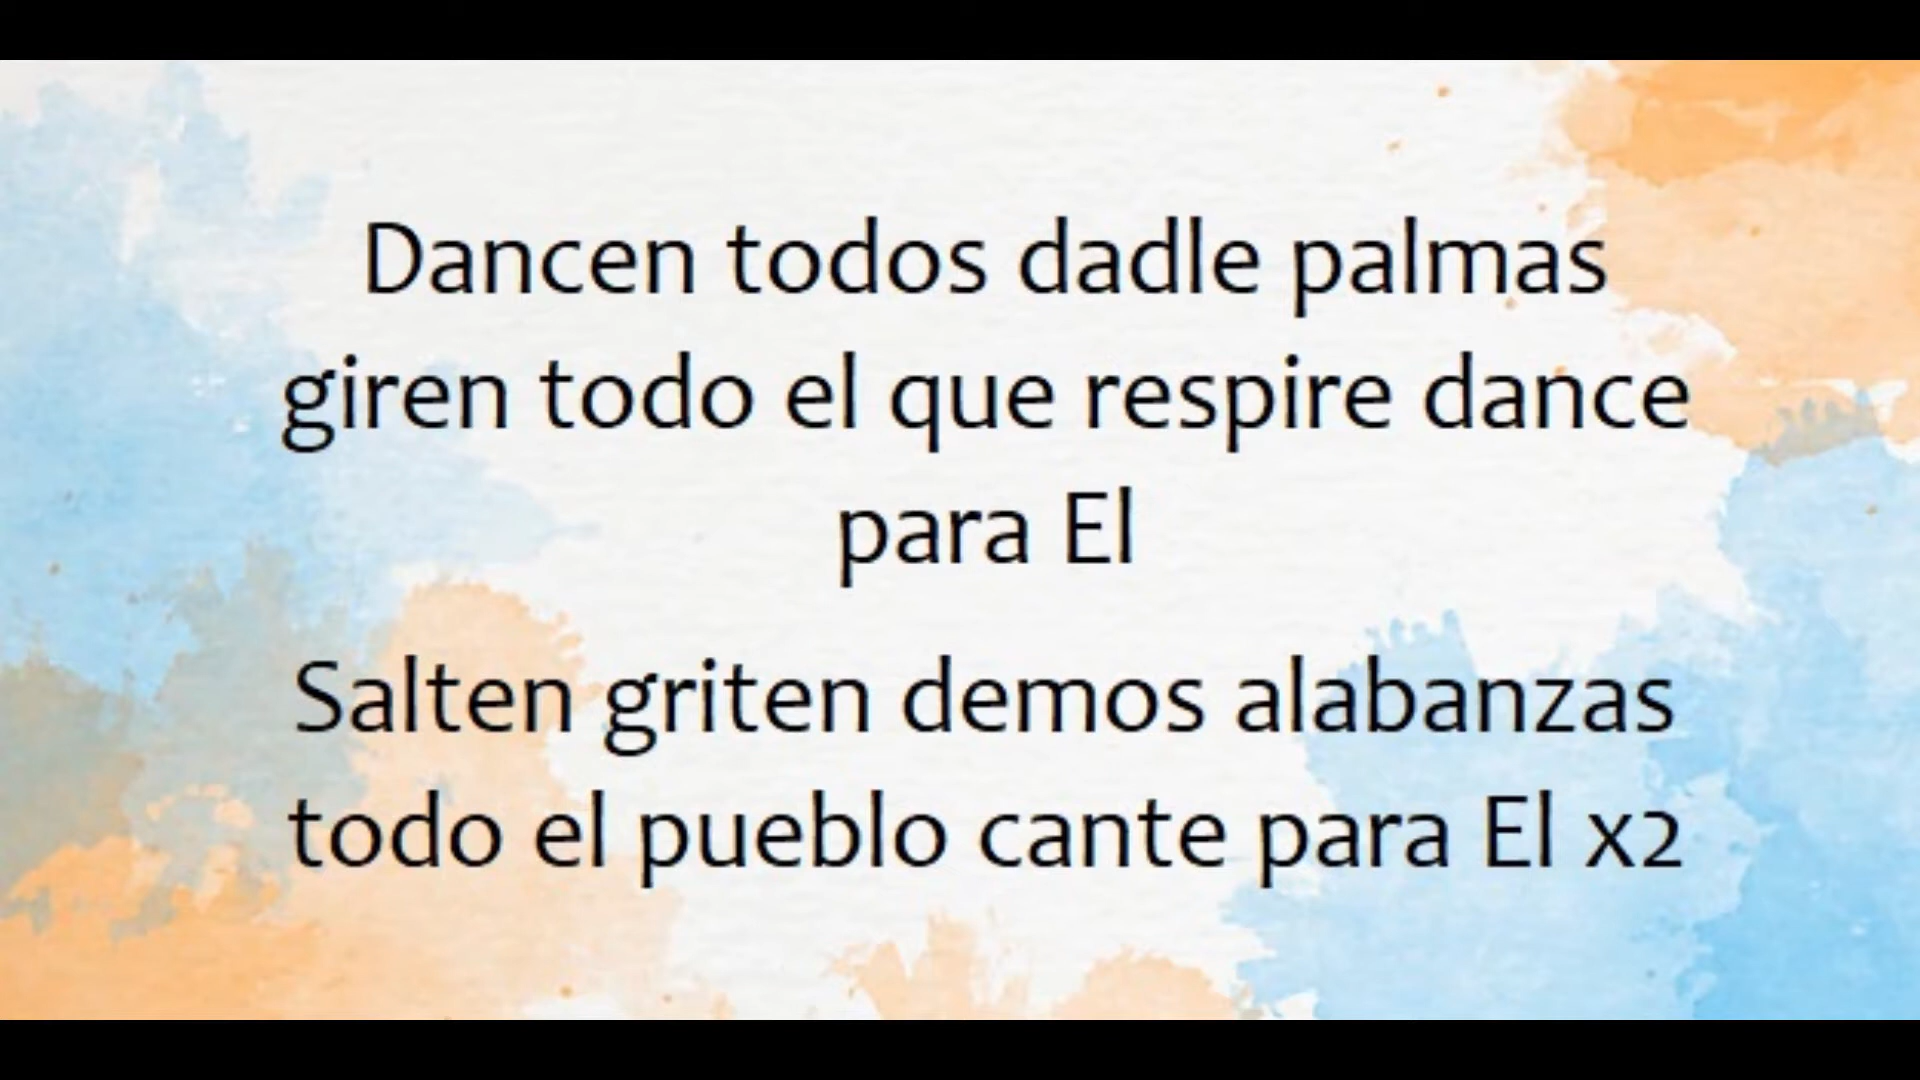 Dancen todos dadle palmas
giren todo el que respire dance
para El
Salten griten demos alabanzas
todo el pueblo cante para El x2